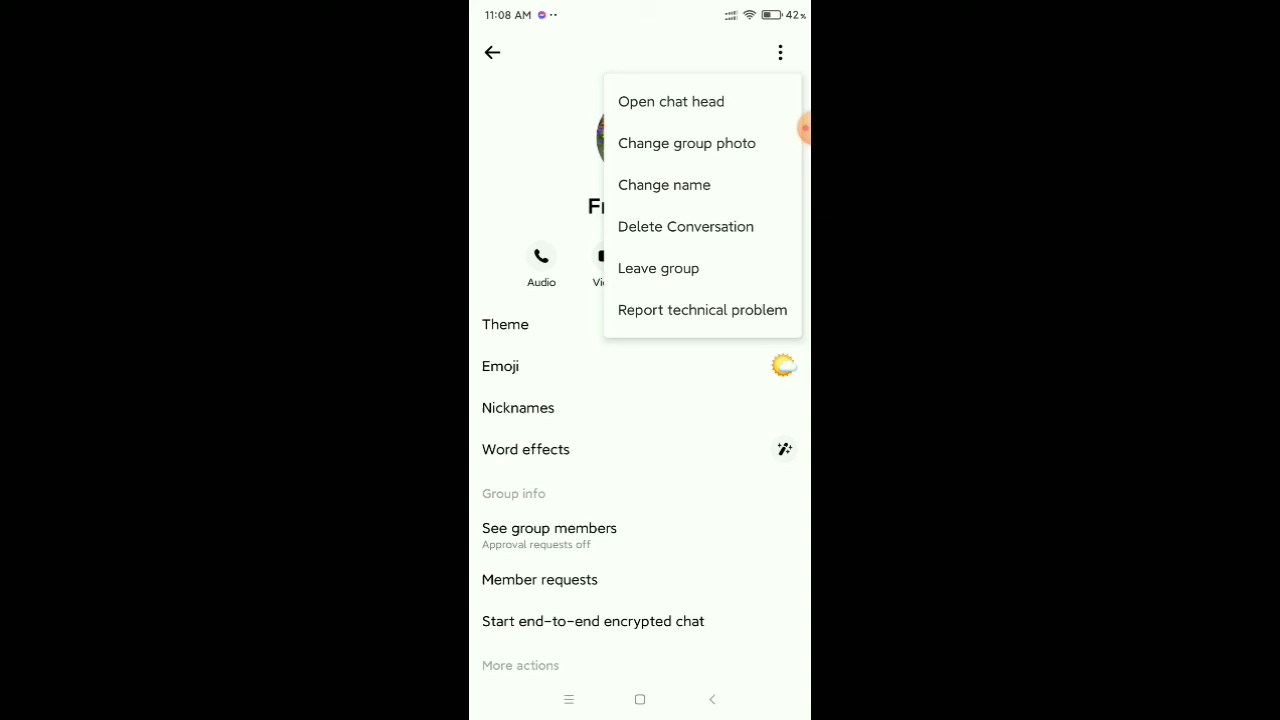 11:08 AM
42%
Open chat head
Change group photo
Change name
Delete Conversation
Leave group
Report technical problem
Audio
Theme
Emoji
Nicknames
Word effects
Group info
See group members
Approval requests off
Member requests
Start end-to-end encrypted chat
More actions